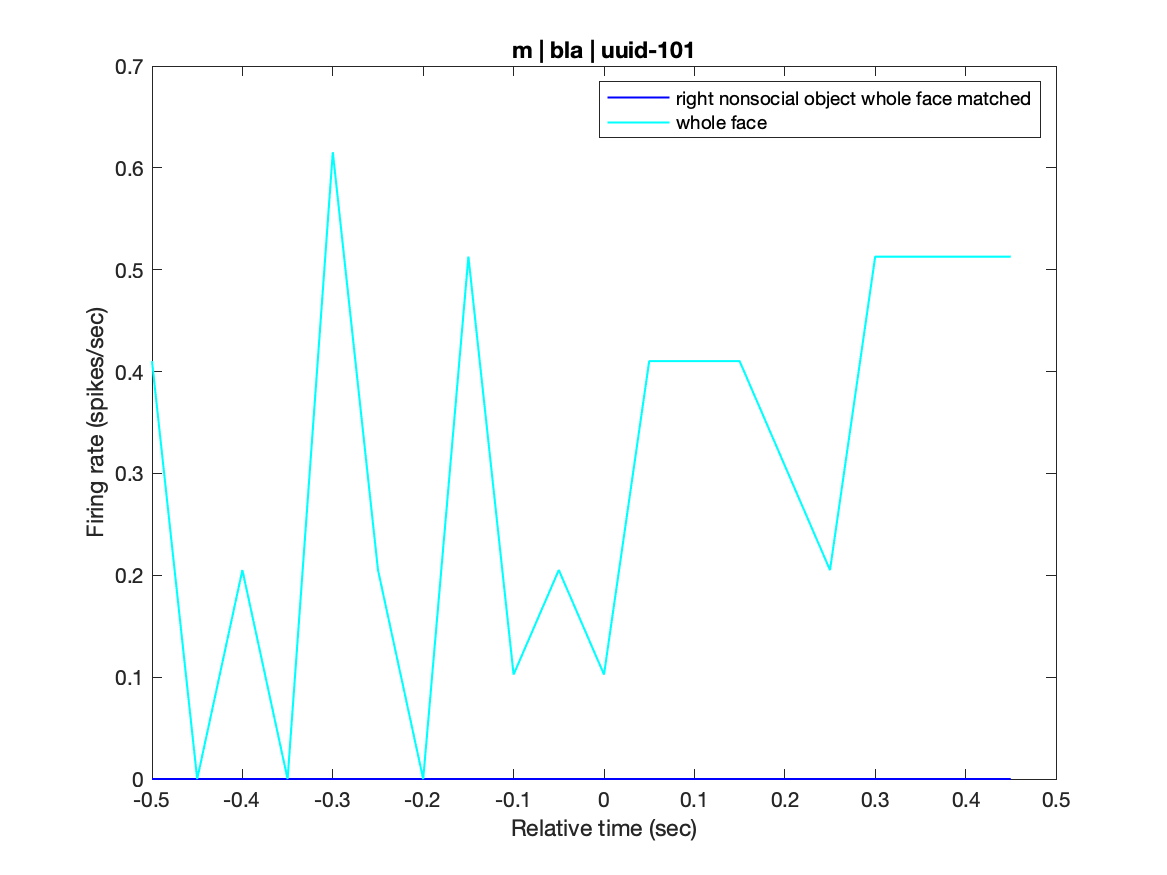 m | bla | uuid-101
0.7
right nonsocial object whole face matched
whole face
0.6
0.5
0.4
0.3
0.2
0.1
0
Firing rate (spikes/sec)
-0.5 -0.4 -0.3 -0.2 -0.1 0 0.1 0.2 0.3 0.4 0.5
Relative time (sec)